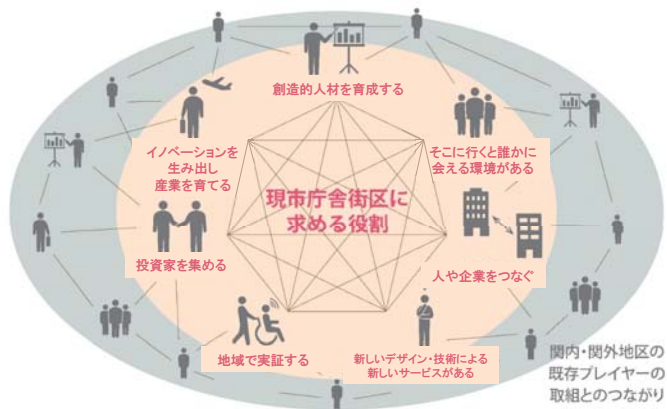 創造的人材を育成する
イノベーションを
生み出し
産業を育てる
そこに行くと誰かに
会える環境がある
現市庁舎街区に
求める役割
投資家を集める
人や企業をつなぐ
地域で実証する
新しいデザイン・技術による
新しいサービスがある
関内・関外地区の
既存プレイヤーの
取組とのつながり